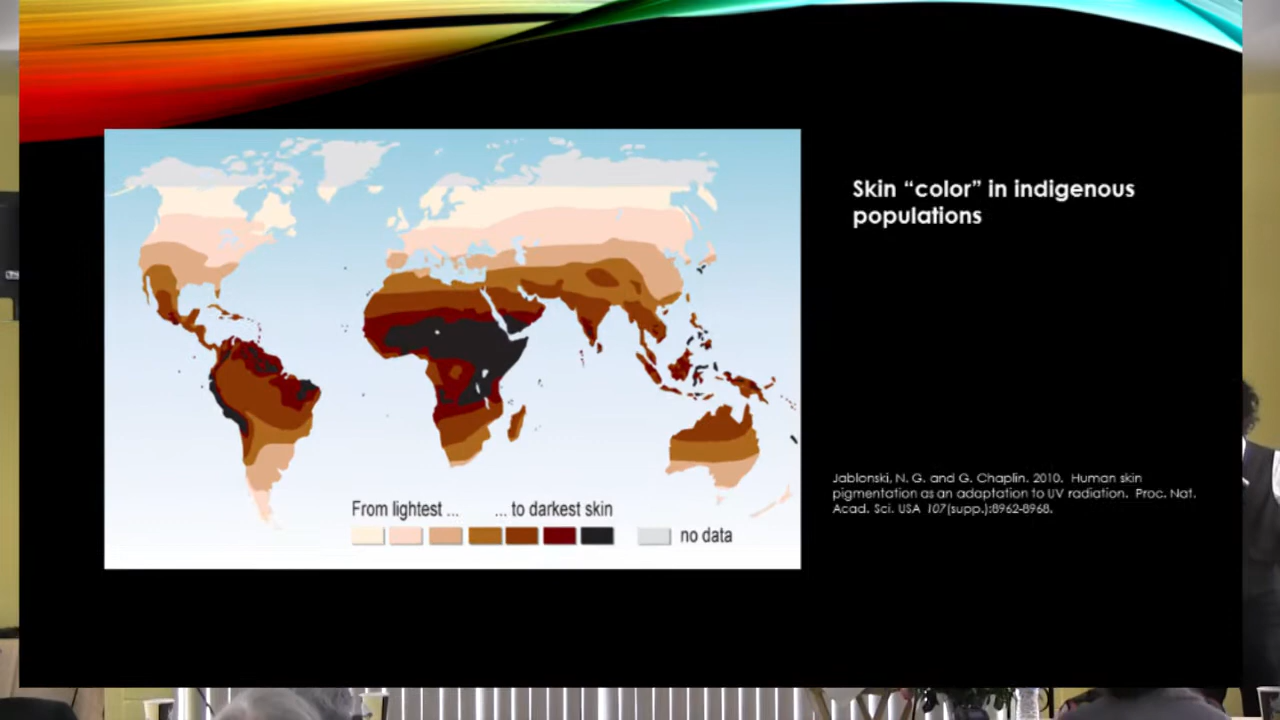 Skin “color” in indigenous
populations
Jablonski, N. G. and G. Chaplin. 2010. Human skin
pigmentation as an adaptation to UV radiation. Proc. Nat.
Acad. Sci. USA 107(supp.):8962-8968.
From lightest ... ... to darkest skin
no data